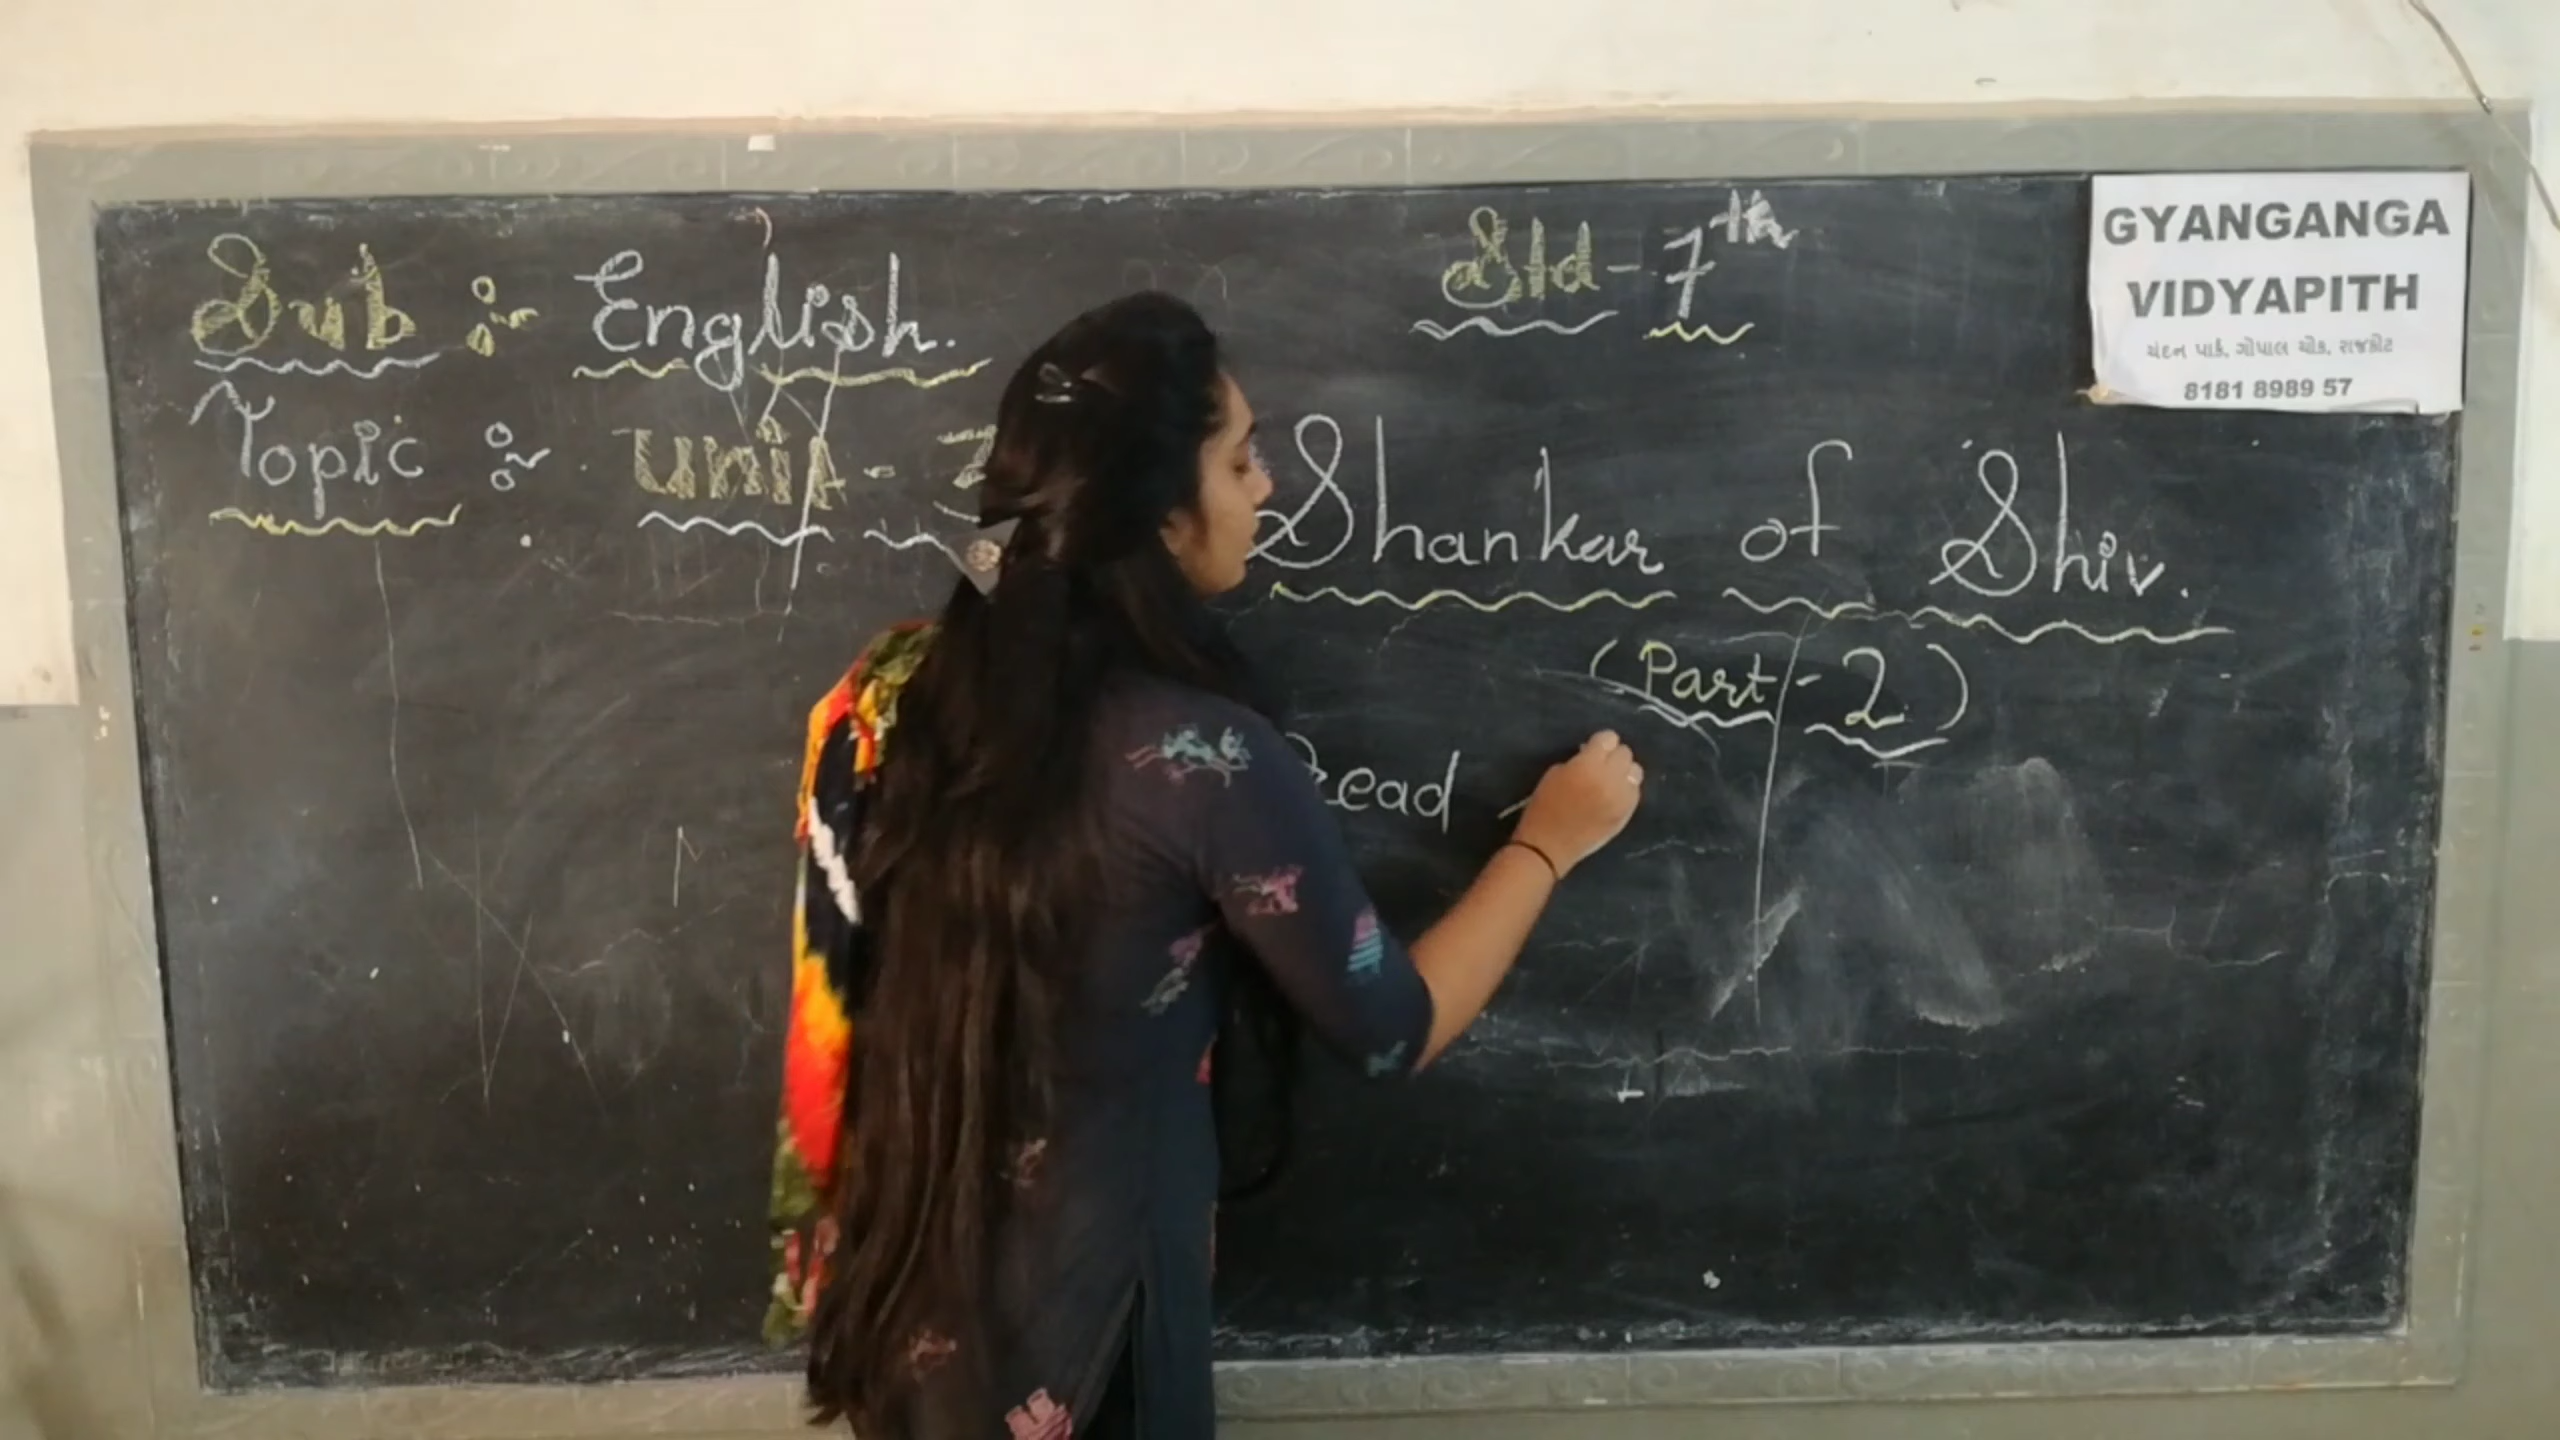 Sub :- English.
Std - 7th
GYANGANGA
VIDYAPITH
ચંદન પાર્ક, ગોપાલ ચોક, રાજકોટ
8181 8989 57
Topic :- unit - Shankar of Shiv.
(Part - 2)
Read